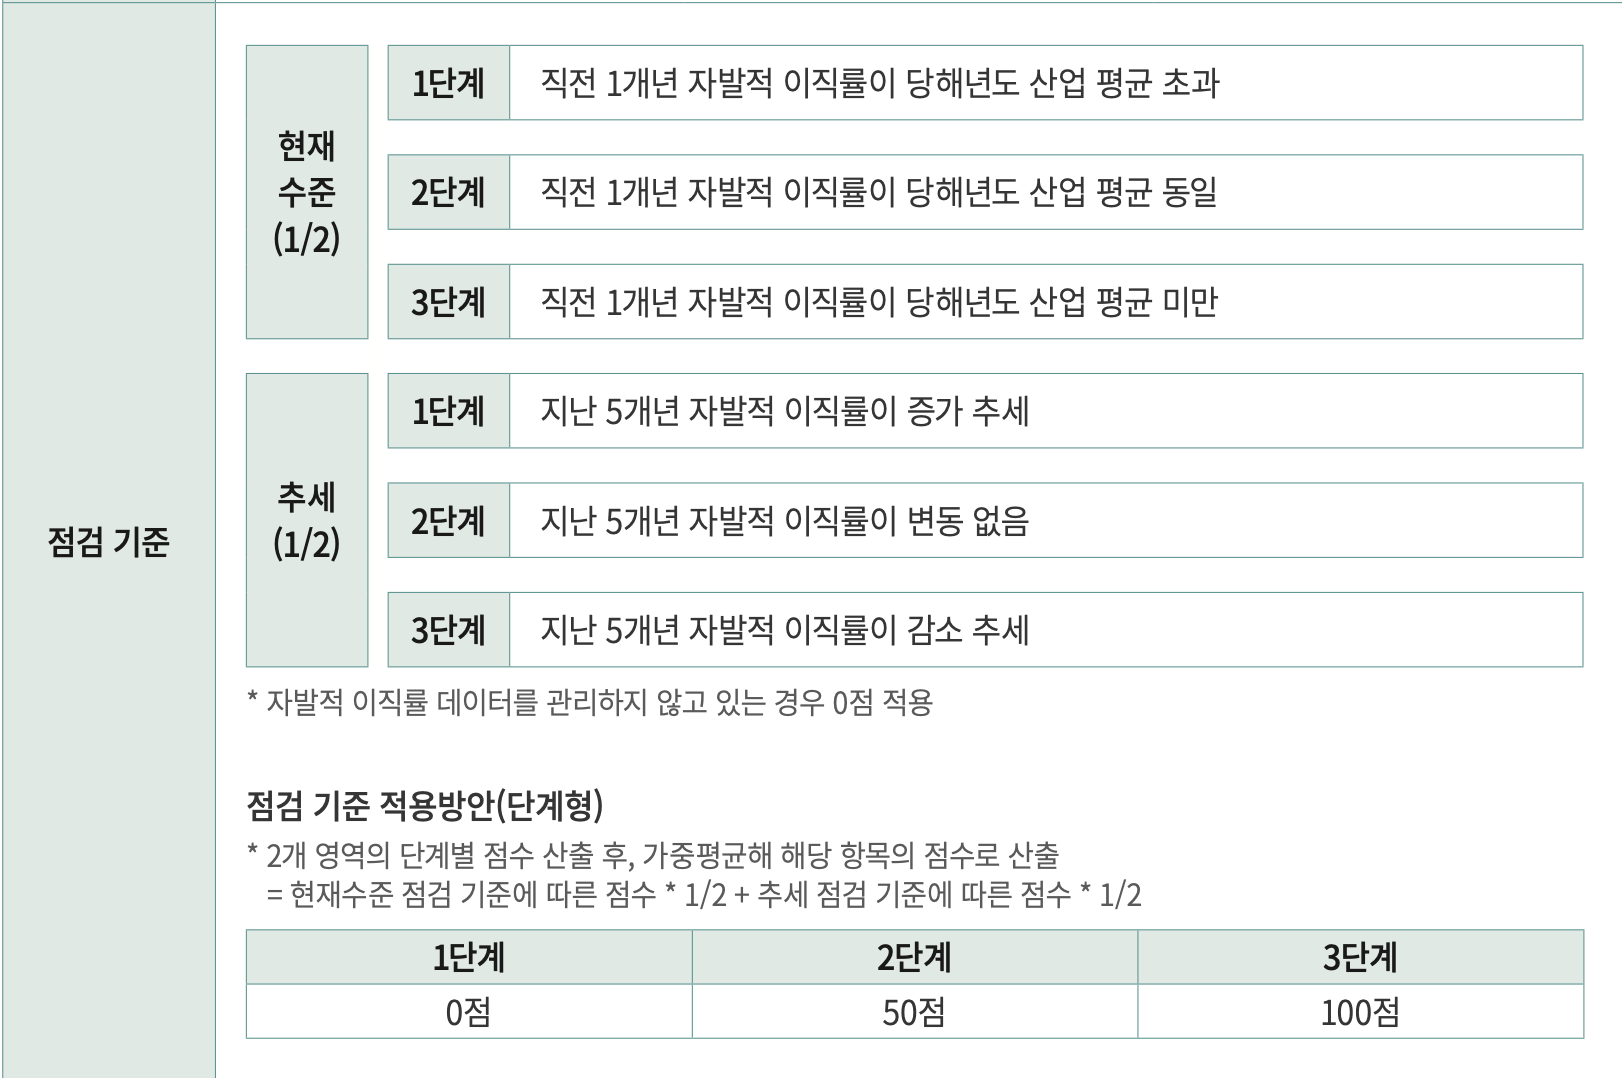 점검 기준
현재
수준
(1/2)
1단계 직전 1개년 자발적 이직률이 당해년도 산업 평균 초과
2단계 직전 1개년 자발적 이직률이 당해년도 산업 평균 동일
3단계 직전 1개년 자발적 이직률이 당해년도 산업 평균 미만
추세
(1/2)
1단계 지난 5개년 자발적 이직률이 증가 추세
2단계 지난 5개년 자발적 이직률이 변동 없음
3단계 지난 5개년 자발적 이직률이 감소 추세
* 자발적 이직률 데이터를 관리하지 않고 있는 경우 0점 적용
점검 기준 적용방안(단계형)
* 2개 영역의 단계별 점수 산출 후, 가중평균해 해당 항목의 점수로 산출
= 현재수준 점검 기준에 따른 점수 * 1/2 + 추세 점검 기준에 따른 점수 * 1/2
1단계 2단계 3단계
0점 50점 100점